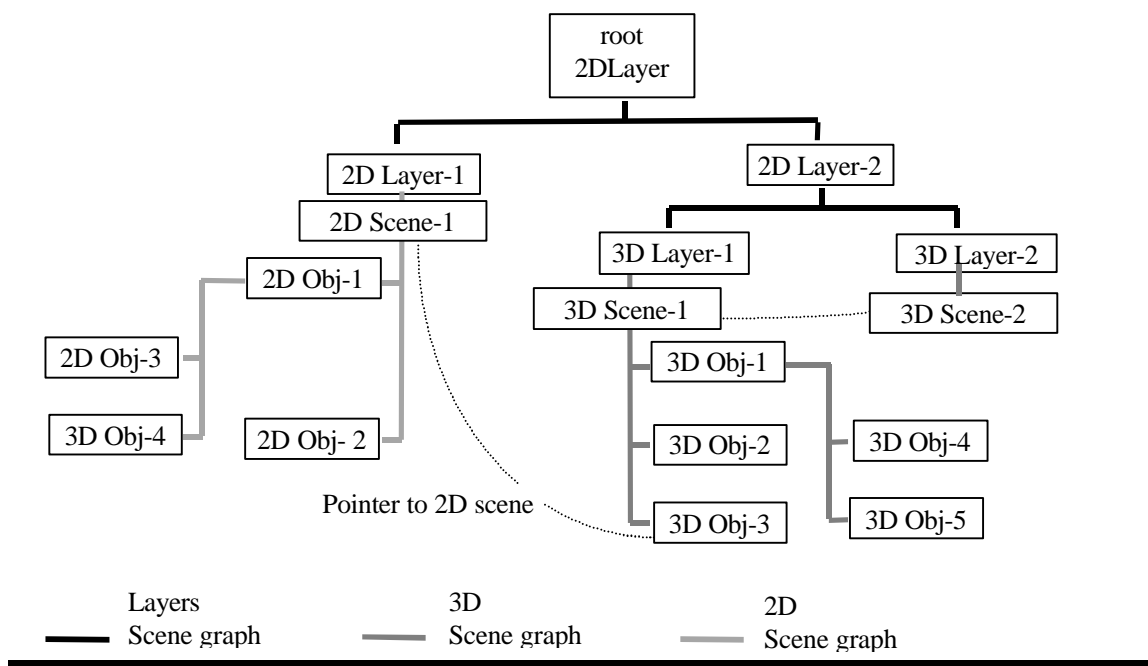 root
2DLayer
2D Layer-1
2D Layer-2
2D Scene-1
3D Layer-1
3D Layer-2
2D Obj-1
3D Scene-1
3D Scene-2
2D Obj-3
3D Obj-1
3D Obj-4
2D Obj- 2
3D Obj-2
3D Obj-4
Pointer to 2D scene
3D Obj-3
3D Obj-5
Layers
Scene graph
3D
Scene graph
2D
Scene graph